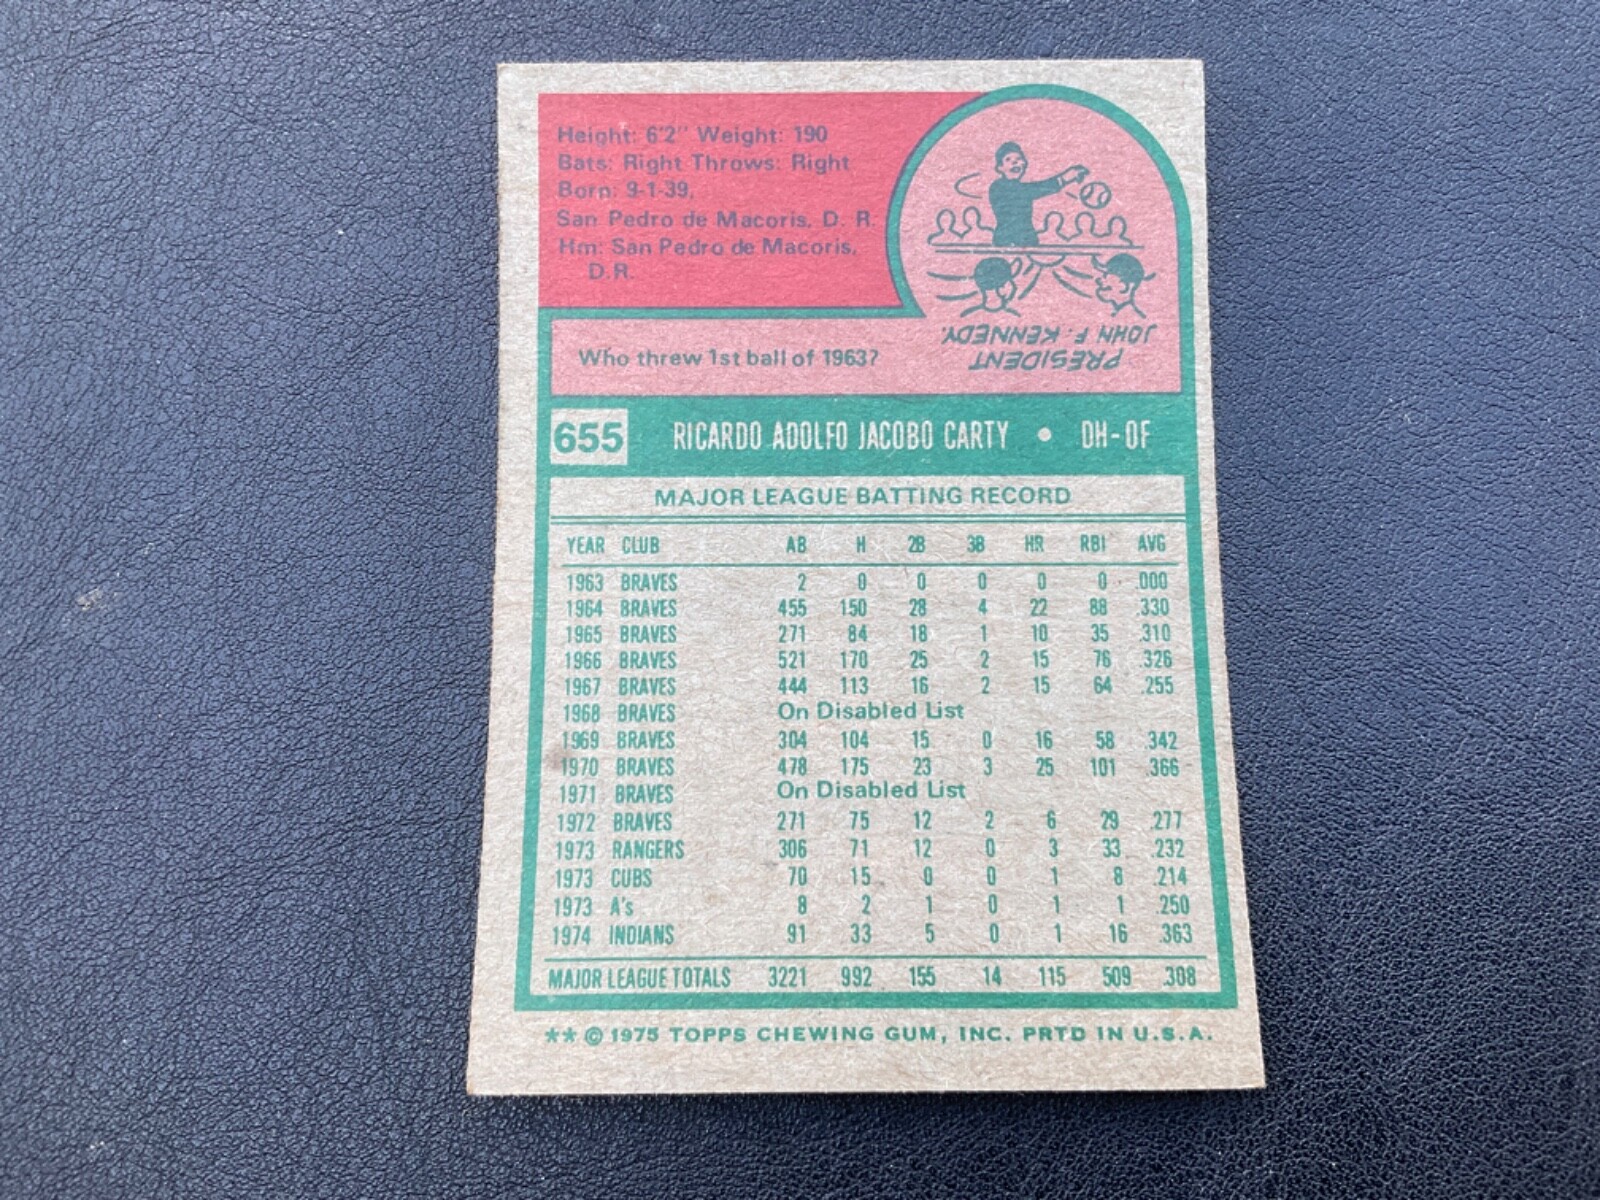 Height: 6'2" Weight: 190
Bats: Right Throws: Right
Born: 9-1-39,
San Pedro de Macoris, D. R.
Hm: San Pedro de Macoris,
D.R.
Who threw 1st ball of 1963?
PRESIDENT
JOHN F. KENNEDY.
655 RICARDO ADOLFO JACOBO CARTY • DH-OF
MAJOR LEAGUE BATTING RECORD
YEAR CLUB AB H 2B 3B HR RBI AVG
1963 BRAVES 2 0 0 0 0 0 .000
1964 BRAVES 455 150 28 4 22 88 .330
1965 BRAVES 271 84 18 1 10 35 .310
1966 BRAVES 521 170 25 2 15 76 .326
1967 BRAVES 444 113 16 2 15 64 .255
1968 BRAVES On Disabled List
1969 BRAVES 304 104 15 0 16 58 .342
1970 BRAVES 478 175 23 3 25 101 .366
1971 BRAVES On Disabled List
1972 BRAVES 271 75 12 2 6 29 .277
1973 RANGERS 306 71 12 0 3 33 .232
1973 CUBS 70 15 0 0 1 8 .214
1973 A's 8 2 1 0 1 1 .250
1974 INDIANS 91 33 5 0 1 16 .363
MAJOR LEAGUE TOTALS 3221 992 155 14 115 509 .308
** © 1975 TOPPS CHEWING GUM, INC. PRTD IN U.S.A.